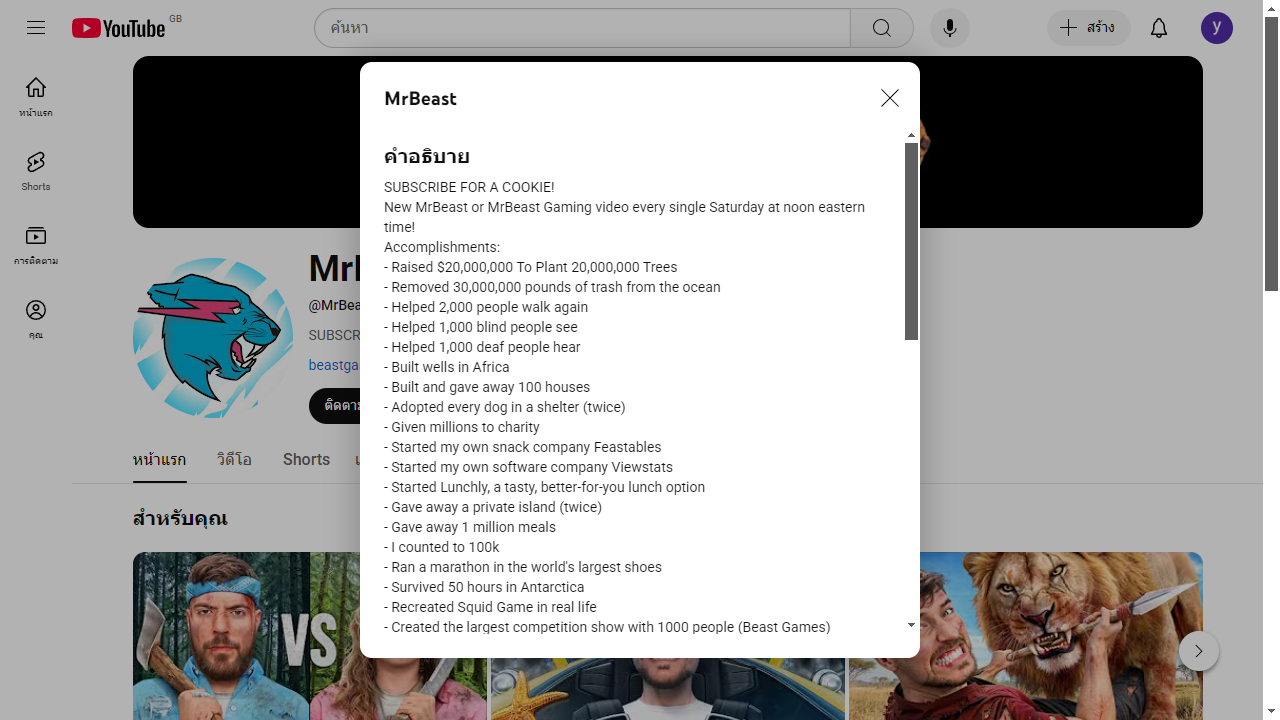 YouTube GB
ค้นหา
สร้าง
y
หน้าแรก
Shorts
การติดตาม
คุณ
MrBeast
คำอธิบาย
SUBSCRIBE FOR A COOKIE!
New MrBeast or MrBeast Gaming video every single Saturday at noon eastern
time!
Accomplishments:
- Raised $20,000,000 To Plant 20,000,000 Trees
- Removed 30,000,000 pounds of trash from the ocean
- Helped 2,000 people walk again
- Helped 1,000 blind people see
- Helped 1,000 deaf people hear
- Built wells in Africa
- Built and gave away 100 houses
- Adopted every dog in a shelter (twice)
- Given millions to charity
- Started my own snack company Feastables
- Started my own software company Viewstats
- Started Lunchly, a tasty, better-for-you lunch option
- Gave away a private island (twice)
- Gave away 1 million meals
- I counted to 100k
- Ran a marathon in the world's largest shoes
- Survived 50 hours in Antarctica
- Recreated Squid Game in real life
- Created the largest competition show with 1000 people (Beast Games)
หน้าแรก วิดีโอ Shorts
สำหรับคุณ
VS